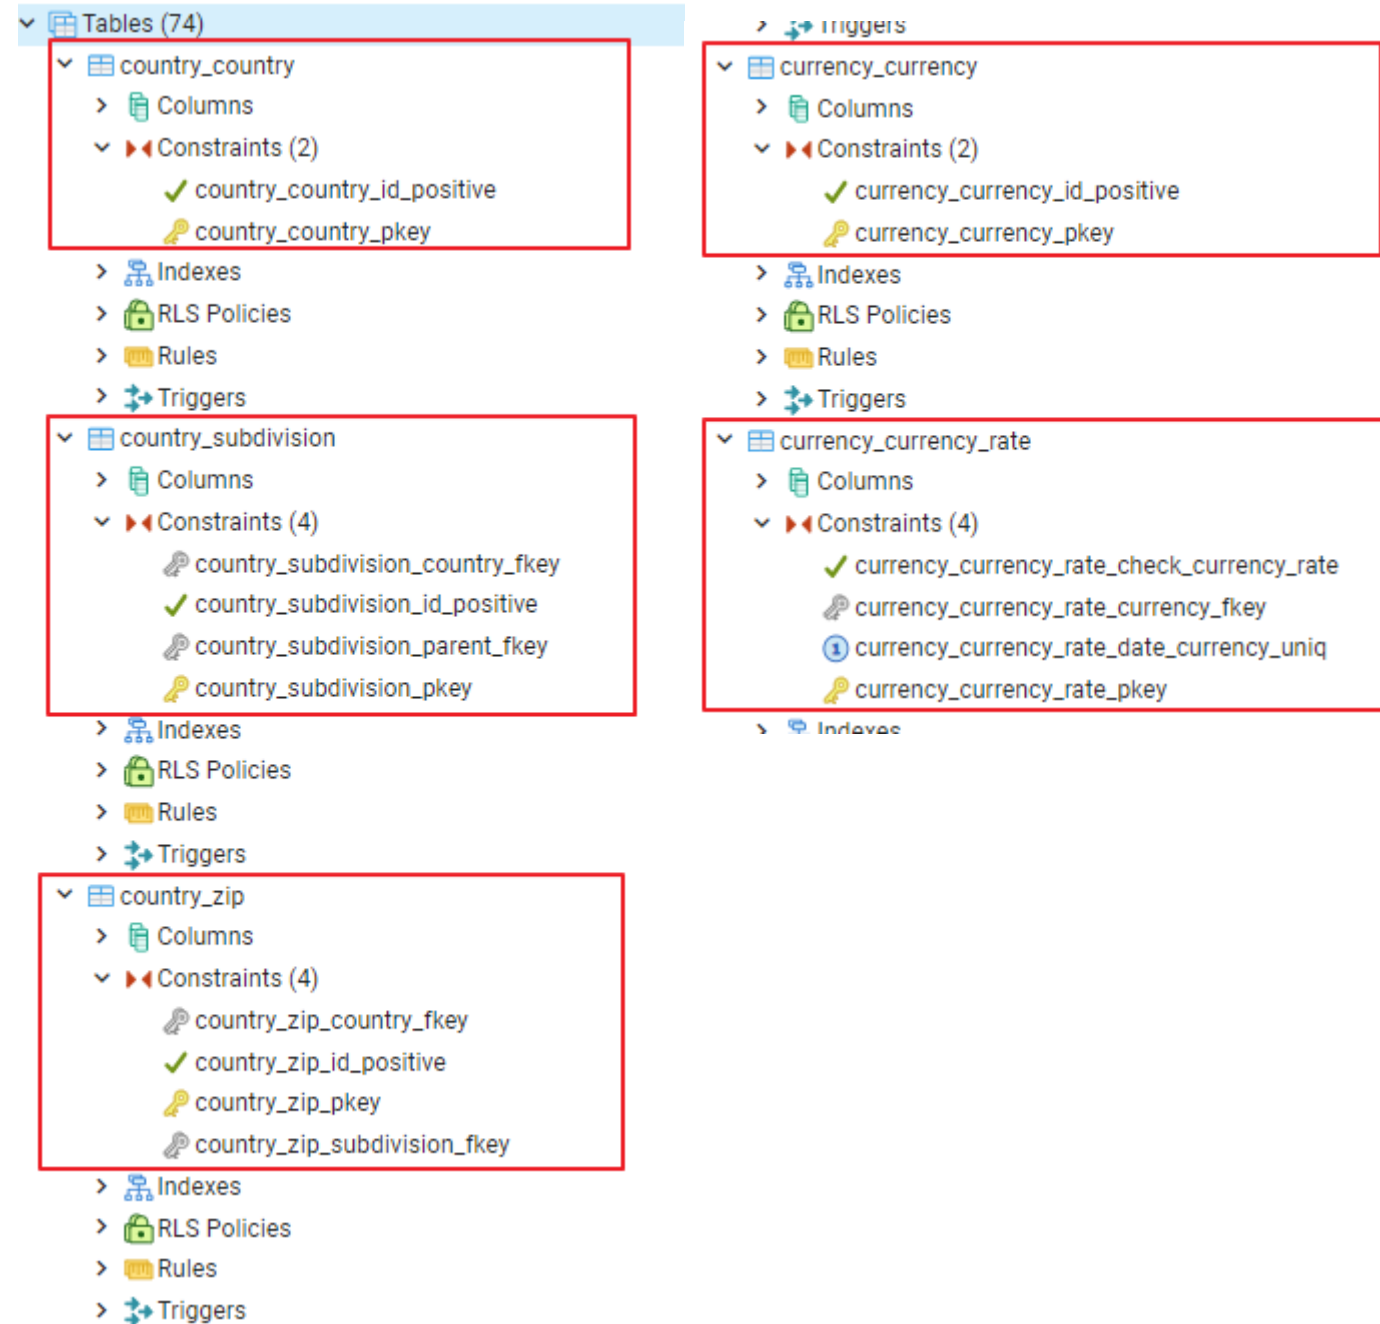 Tables (74)
country_country
Columns
Constraints (2)
country_country_id_positive
country_country_pkey
Indexes
RLS Policies
Rules
Triggers
country_subdivision
Columns
Constraints (4)
country_subdivision_country_fkey
country_subdivision_id_positive
country_subdivision_parent_fkey
country_subdivision_pkey
Indexes
RLS Policies
Rules
Triggers
country_zip
Columns
Constraints (4)
country_zip_country_fkey
country_zip_id_positive
country_zip_pkey
country_zip_subdivision_fkey
Indexes
RLS Policies
Rules
Triggers
Triggers
currency_currency
Columns
Constraints (2)
currency_currency_id_positive
currency_currency_pkey
Indexes
RLS Policies
Rules
Triggers
currency_currency_rate
Columns
Constraints (4)
currency_currency_rate_check_currency_rate
currency_currency_rate_currency_fkey
1 currency_currency_rate_date_currency_uniq
currency_currency_rate_pkey
Indexes